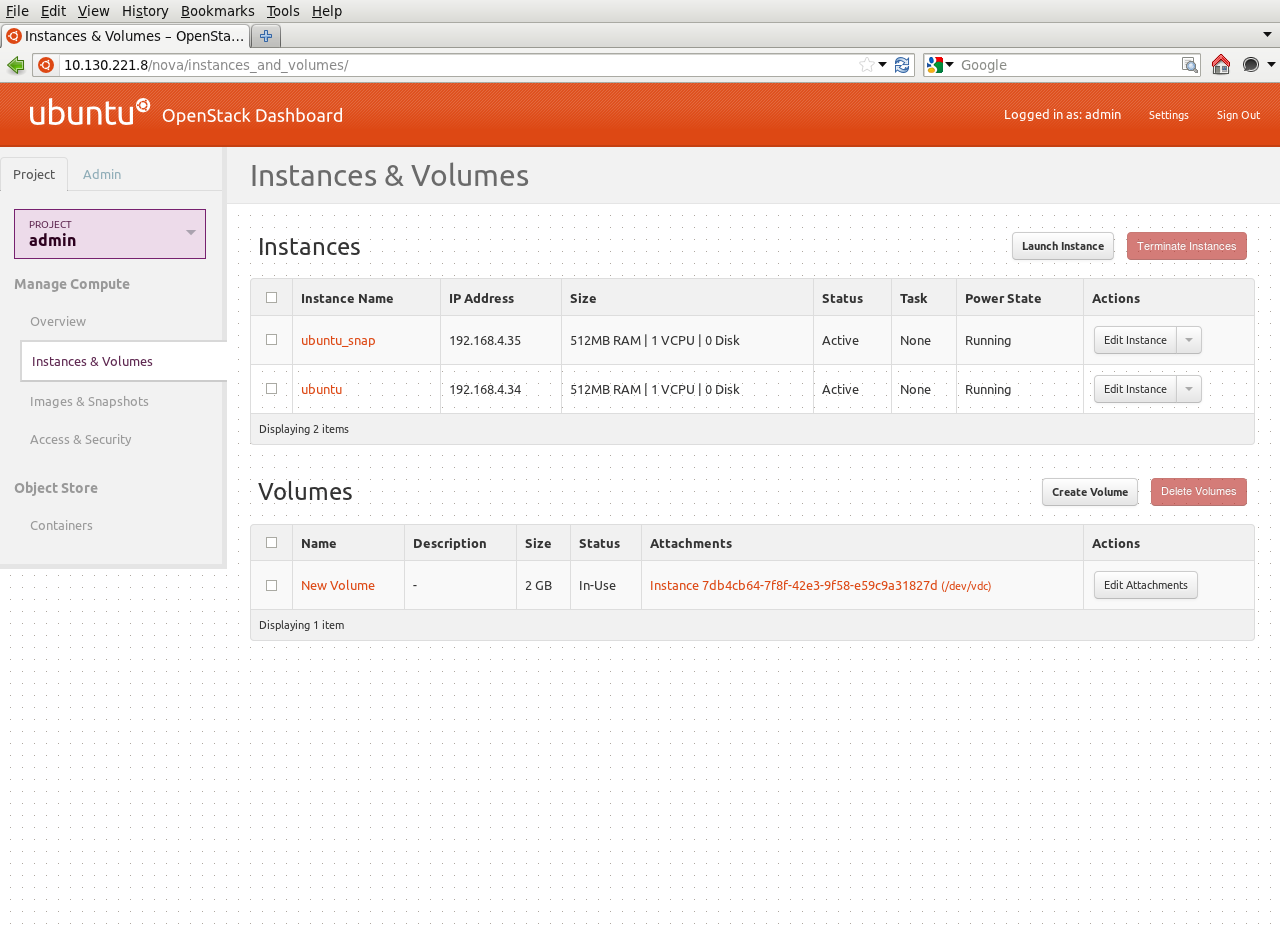 File Edit View History Bookmarks Tools Help
Instances & Volumes – OpenSta...
10.130.221.8/nova/instances_and_volumes/ Google
ubuntu OpenStack Dashboard Logged in as: admin Settings Sign Out
Project Admin
Instances & Volumes
PROJECT
admin
Manage Compute
Overview
Instances & Volumes
Images & Snapshots
Access & Security
Object Store
Containers
Instances Launch Instance Terminate Instances
Instance Name IP Address Size Status Task Power State Actions
ubuntu_snap 192.168.4.35 512MB RAM | 1 VCPU | 0 Disk Active None Running Edit Instance
ubuntu 192.168.4.34 512MB RAM | 1 VCPU | 0 Disk Active None Running Edit Instance
Displaying 2 items
Volumes Create Volume Delete Volumes
Name Description Size Status Attachments Actions
New Volume - 2 GB In-Use Instance 7db4cb64-7f8f-42e3-9f58-e59c9a31827d (/dev/vdc) Edit Attachments
Displaying 1 item